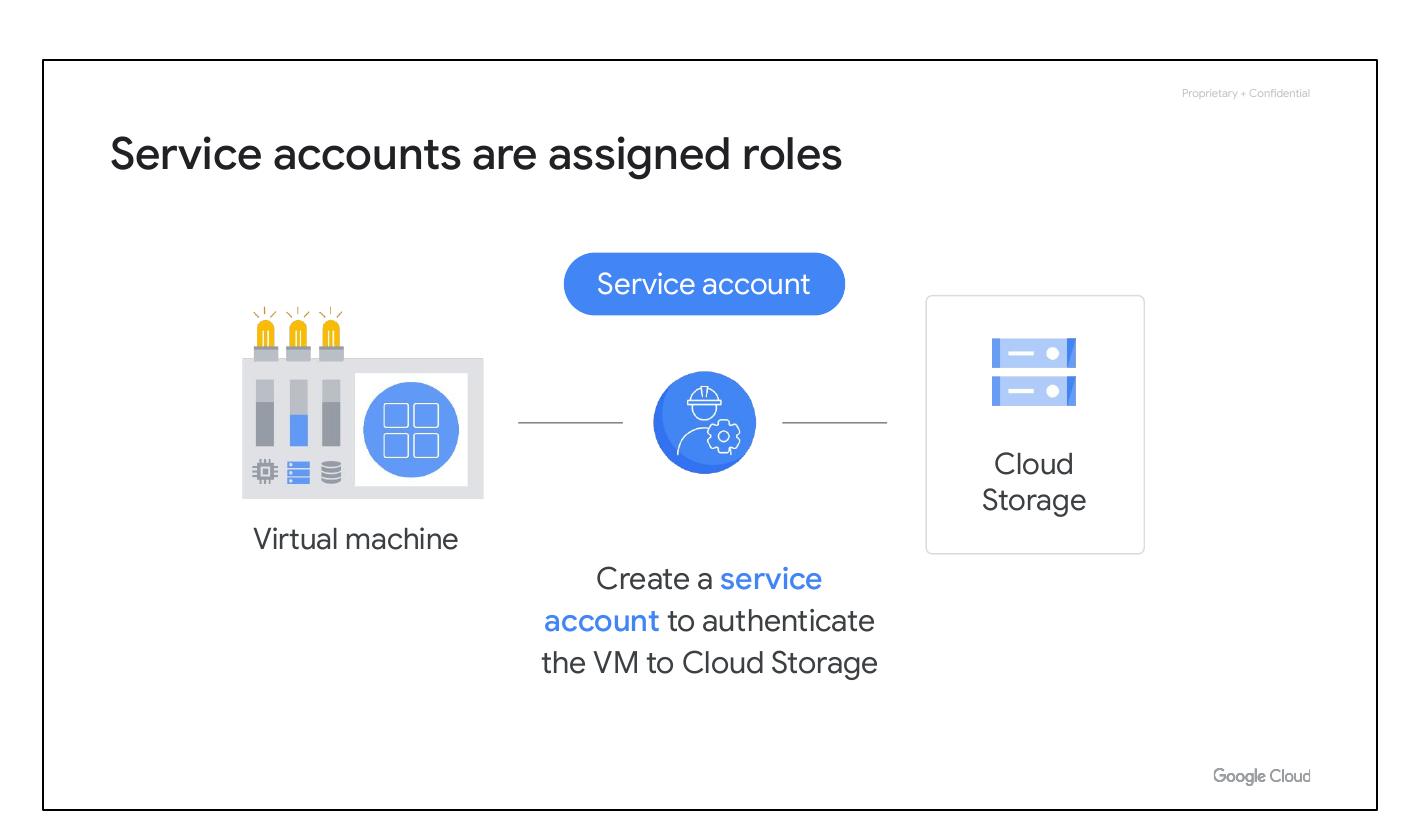 Proprietary + Confidential
Service accounts are assigned roles
Service account
Virtual machine
Cloud
Storage
Create a service
account to authenticate
the VM to Cloud Storage
Google Cloud